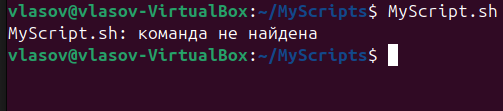 vlasov@vlasov-VirtualBox:~/MyScripts$ MyScript.sh
MyScript.sh: команда не найдена
vlasov@vlasov-VirtualBox:~/MyScripts$